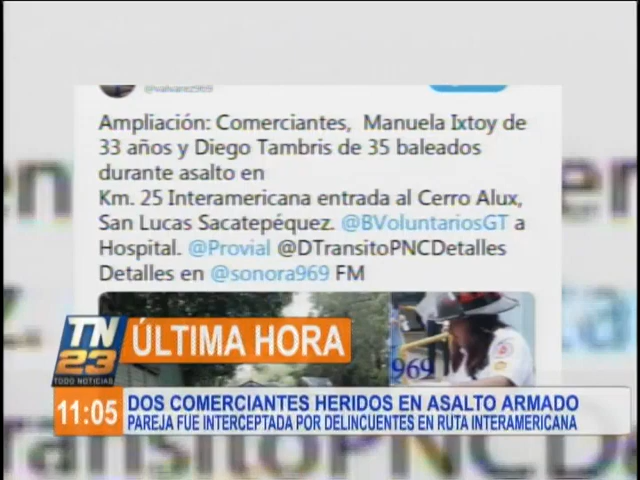 @valvarez969
Ampliación: Comerciantes, Manuela Ixtoy de
33 años y Diego Tambris de 35 baleados
durante asalto en
Km. 25 Interamericana entrada al Cerro Alux,
San Lucas Sacatepéquez. @BVoluntariosGT a
Hospital. @Provial @DTransitoPNCDetalles
Detalles en @sonora969 FM
969
TN
23
TODO NOTICIAS
ÚLTIMA HORA
11:05
DOS COMERCIANTES HERIDOS EN ASALTO ARMADO
PAREJA FUE INTERCEPTADA POR DELINCUENTES EN RUTA INTERAMERICANA